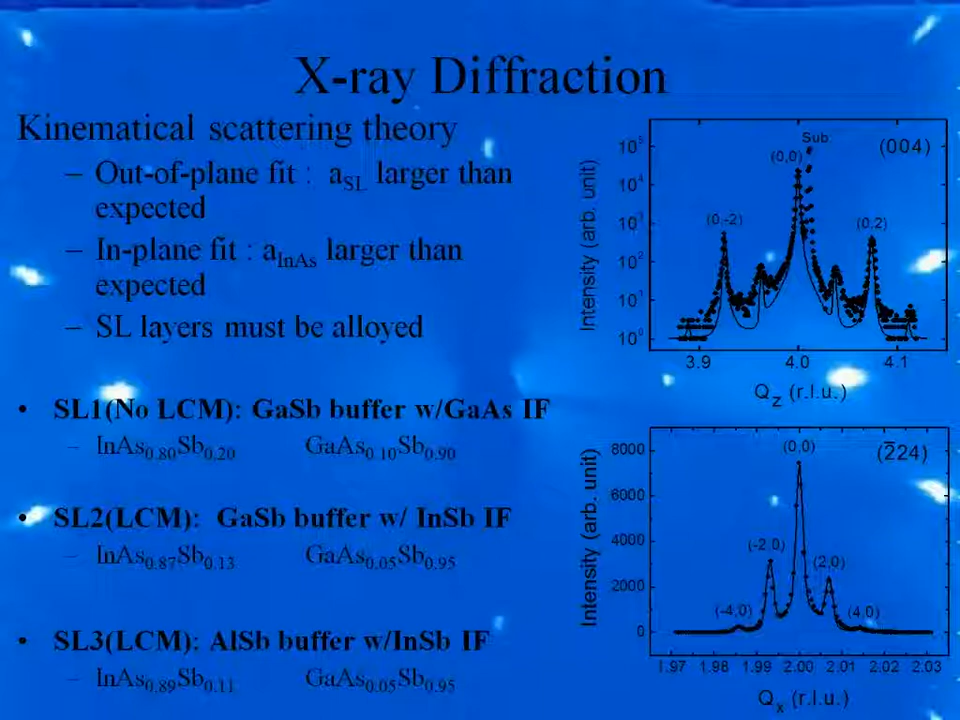 X-ray Diffraction
Kinematical scattering theory
– Out-of-plane fit : a_SL larger than
expected
– In-plane fit : a_InAs larger than
expected
– SL layers must be alloyed
• SL1(No LCM): GaSb buffer w/GaAs IF
– InAs0.80Sb0.20 GaAs0.10Sb0.90
• SL2(LCM): GaSb buffer w/ InSb IF
– InAs0.87Sb0.13 GaAs0.05Sb0.95
• SL3(LCM): AlSb buffer w/InSb IF
– InAs0.89Sb0.11 GaAs0.05Sb0.95
Intensity (arb. unit)
10^5
10^4
10^3
10^2
10^1
10^0
Sub
(0,0)
(004)
(0,-2)
(0,2)
3.9 4.0 4.1
Q_z (r.l.u.)
Intensity (arb. unit)
8000
6000
4000
2000
0
(0,0)
(2̅24)
(-2,0)
(2,0)
(-4,0)
(4,0)
1.97 1.98 1.99 2.00 2.01 2.02 2.03
Q_x (r.l.u.)